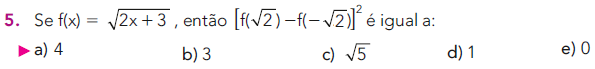 5. Se f(x) = √(2x + 3) , então [f(√2) – f(–√2)]² é igual a:
▶ a) 4 b) 3 c) √5 d) 1 e) 0